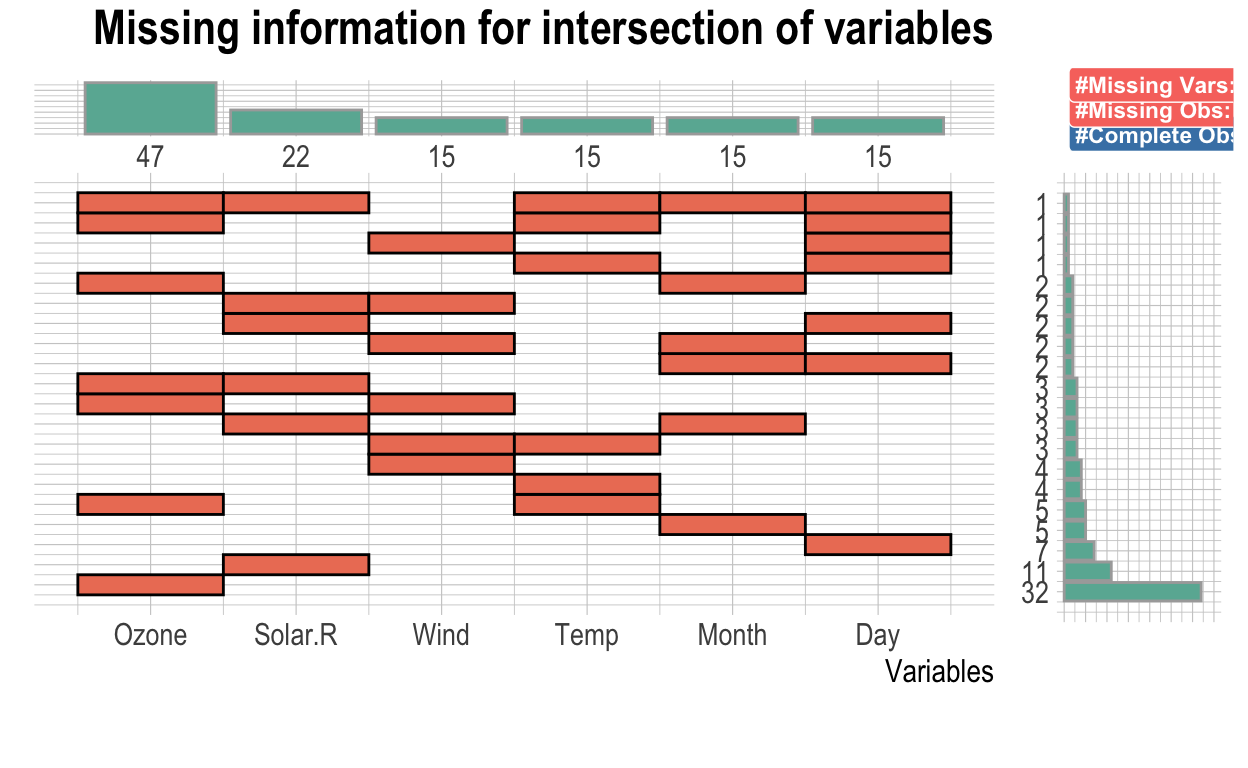 Missing information for intersection of variables
#Missing Vars:
#Missing Obs:
#Complete Obs
47 22 15 15 15 15
1
1
1
1
2
2
2
2
2
3
3
3
3
4
4
5
5
7
11
32
Ozone Solar.R Wind Temp Month Day
Variables